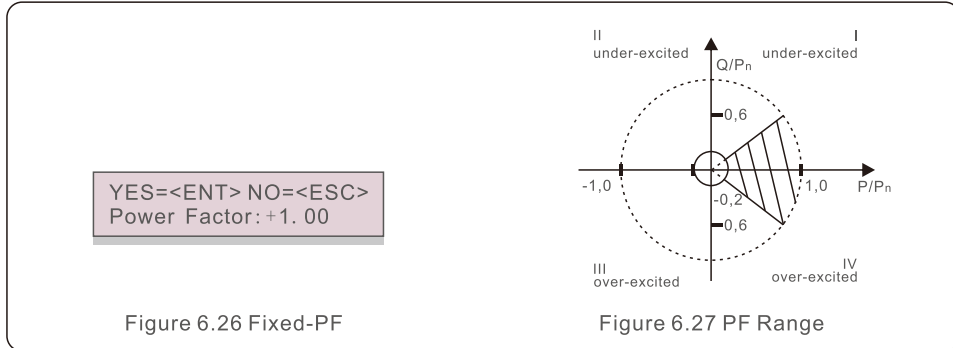 YES=<ENT> NO=<ESC>
Power Factor:+1.00
Figure 6.26 Fixed-PF
II
under-excited
I
under-excited
Q/Pn
0,6
-1,0
1,0
P/Pn
-0,2
0,6
III
over-excited
IV
over-excited
Figure 6.27 PF Range